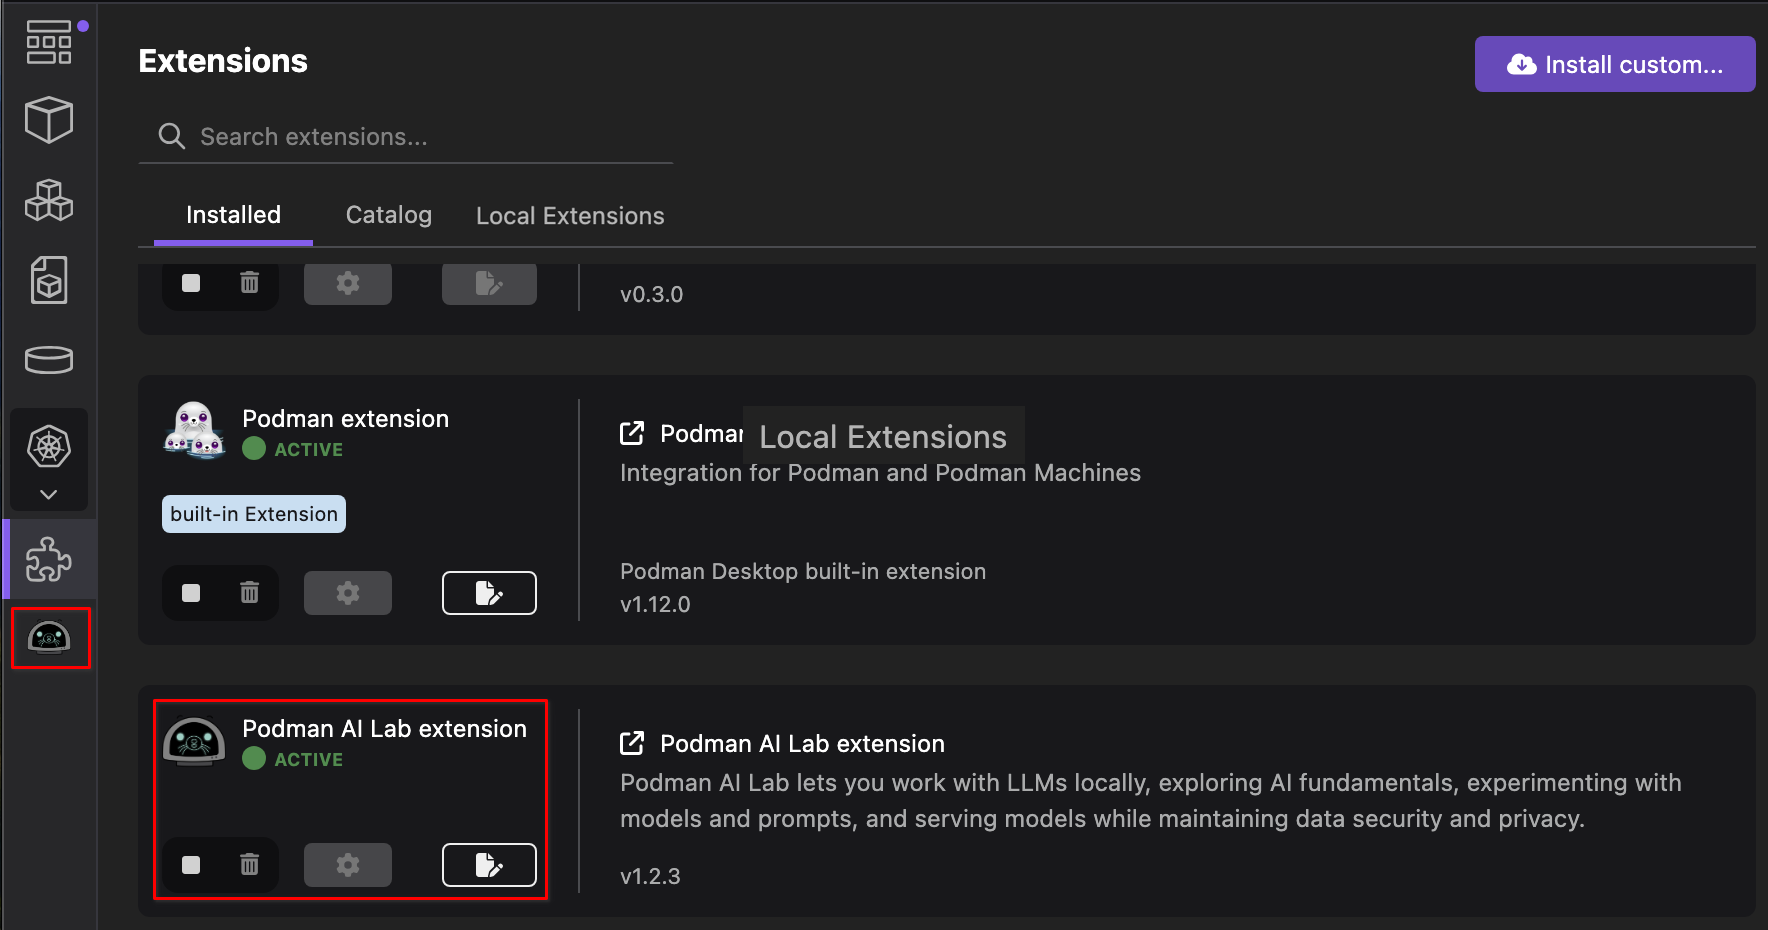 Extensions
Install custom...
Search extensions...
Installed
Catalog
Local Extensions
v0.3.0
Podman extension
ACTIVE
built-in Extension
Podman
Local Extensions
Integration for Podman and Podman Machines
Podman Desktop built-in extension
v1.12.0
Podman AI Lab extension
ACTIVE
Podman AI Lab extension
Podman AI Lab lets you work with LLMs locally, exploring AI fundamentals, experimenting with
models and prompts, and serving models while maintaining data security and privacy.
v1.2.3